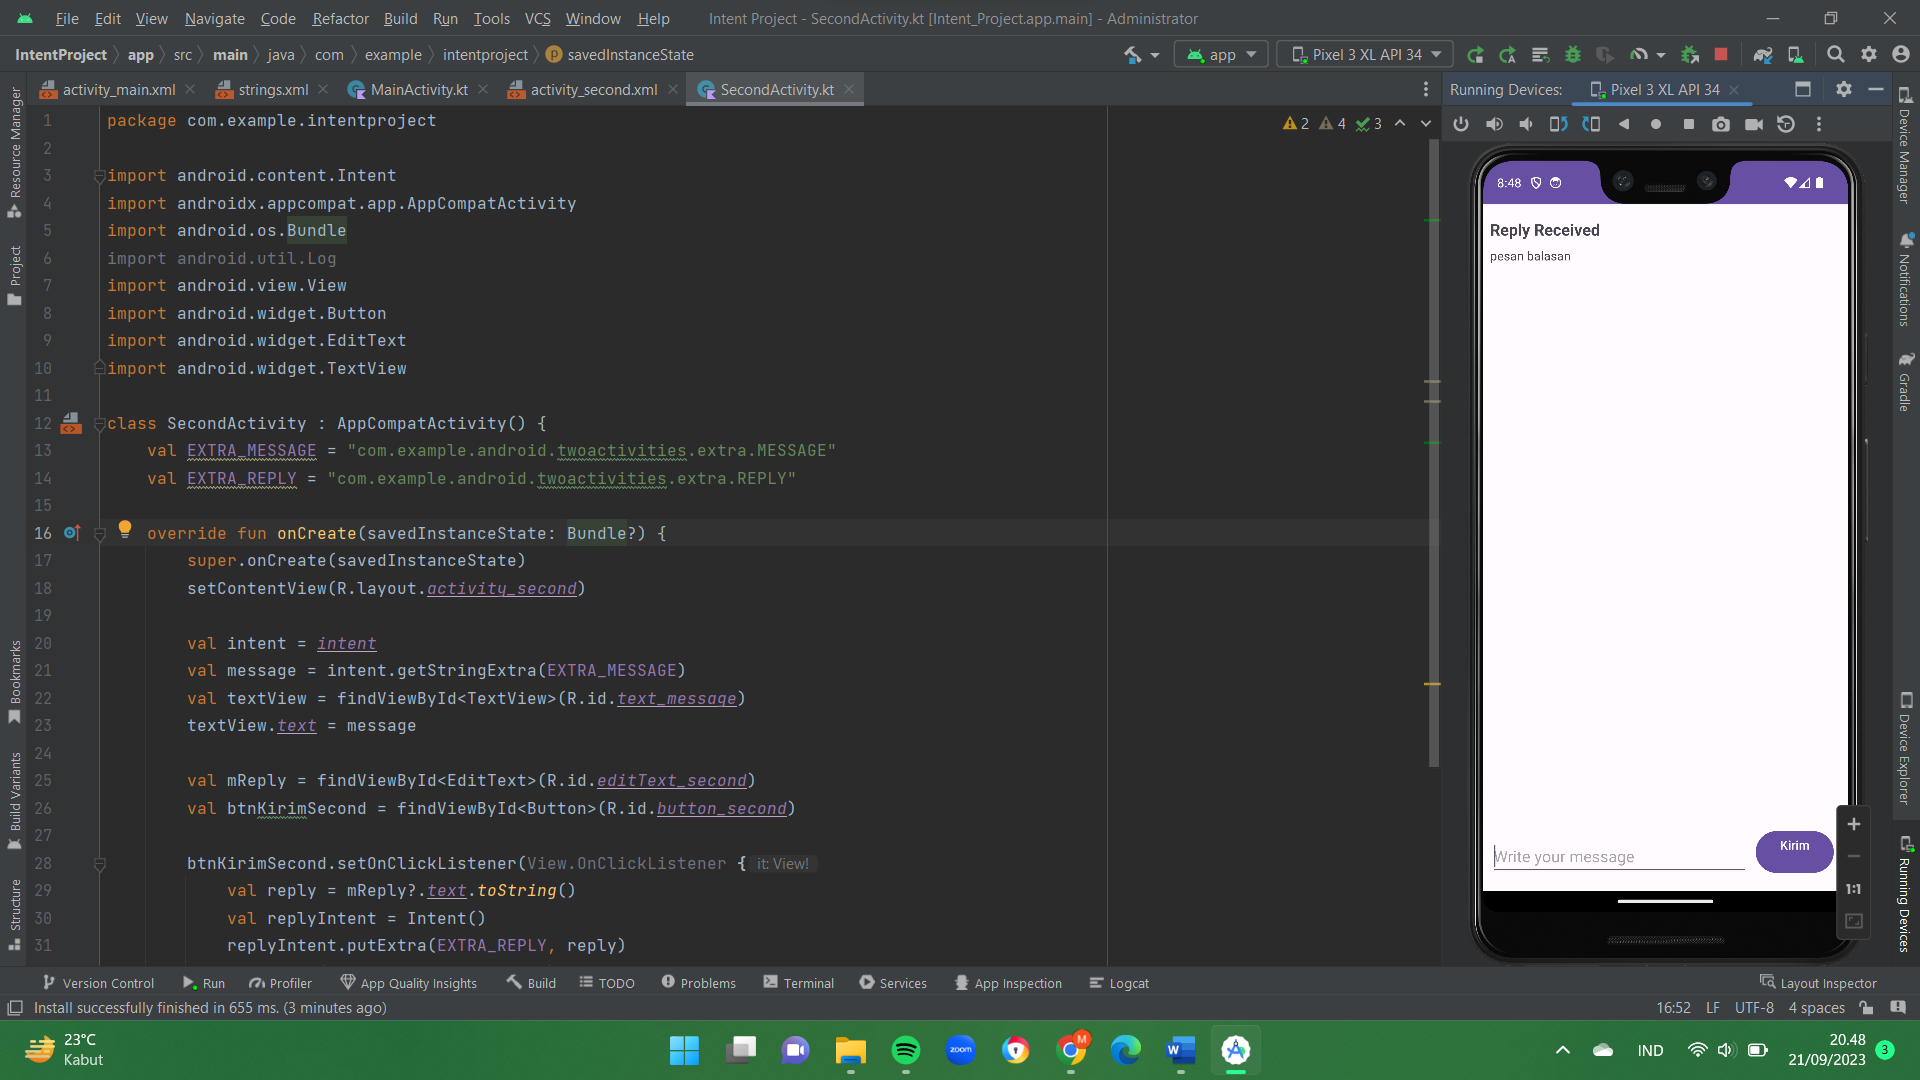 File Edit View Navigate Code Refactor Build Run Tools VCS Window Help Intent Project - SecondActivity.kt [Intent_Project.app.main] - Administrator
IntentProject app src main java com example intentproject savedInstanceState app Pixel 3 XL API 34
activity_main.xml strings.xml MainActivity.kt activity_second.xml SecondActivity.kt Running Devices: Pixel 3 XL API 34
Resource Manager
Project
Bookmarks
Build Variants
Structure
2 4 3
1 package com.example.intentproject
2
3 import android.content.Intent
4 import androidx.appcompat.app.AppCompatActivity
5 import android.os.Bundle
6 import android.util.Log
7 import android.view.View
8 import android.widget.Button
9 import android.widget.EditText
10 import android.widget.TextView
11
12 class SecondActivity : AppCompatActivity() {
13 val EXTRA_MESSAGE = "com.example.android.twoactivities.extra.MESSAGE"
14 val EXTRA_REPLY = "com.example.android.twoactivities.extra.REPLY"
15
16 override fun onCreate(savedInstanceState: Bundle?) {
17 super.onCreate(savedInstanceState)
18 setContentView(R.layout.activity_second)
19
20 val intent = intent
21 val message = intent.getStringExtra(EXTRA_MESSAGE)
22 val textView = findViewById<TextView>(R.id.text_message)
23 textView.text = message
24
25 val mReply = findViewById<EditText>(R.id.editText_second)
26 val btnKirimSecond = findViewById<Button>(R.id.button_second)
27
28 btnKirimSecond.setOnClickListener(View.OnClickListener { it: View!
29 val reply = mReply?.text.toString()
30 val replyIntent = Intent()
31 replyIntent.putExtra(EXTRA_REPLY, reply)
8:48
Reply Received
pesan balasan
Write your message
Kirim
1:1
Device Manager
Notifications
Gradle
Device Explorer
Running Devices
Version Control Run Profiler App Quality Insights Build TODO Problems Terminal Services App Inspection Logcat Layout Inspector
Install successfully finished in 655 ms. (3 minutes ago) 16:52 LF UTF-8 4 spaces
23°C
Kabut
zoom
M
W
IND
20.48
21/09/2023
3